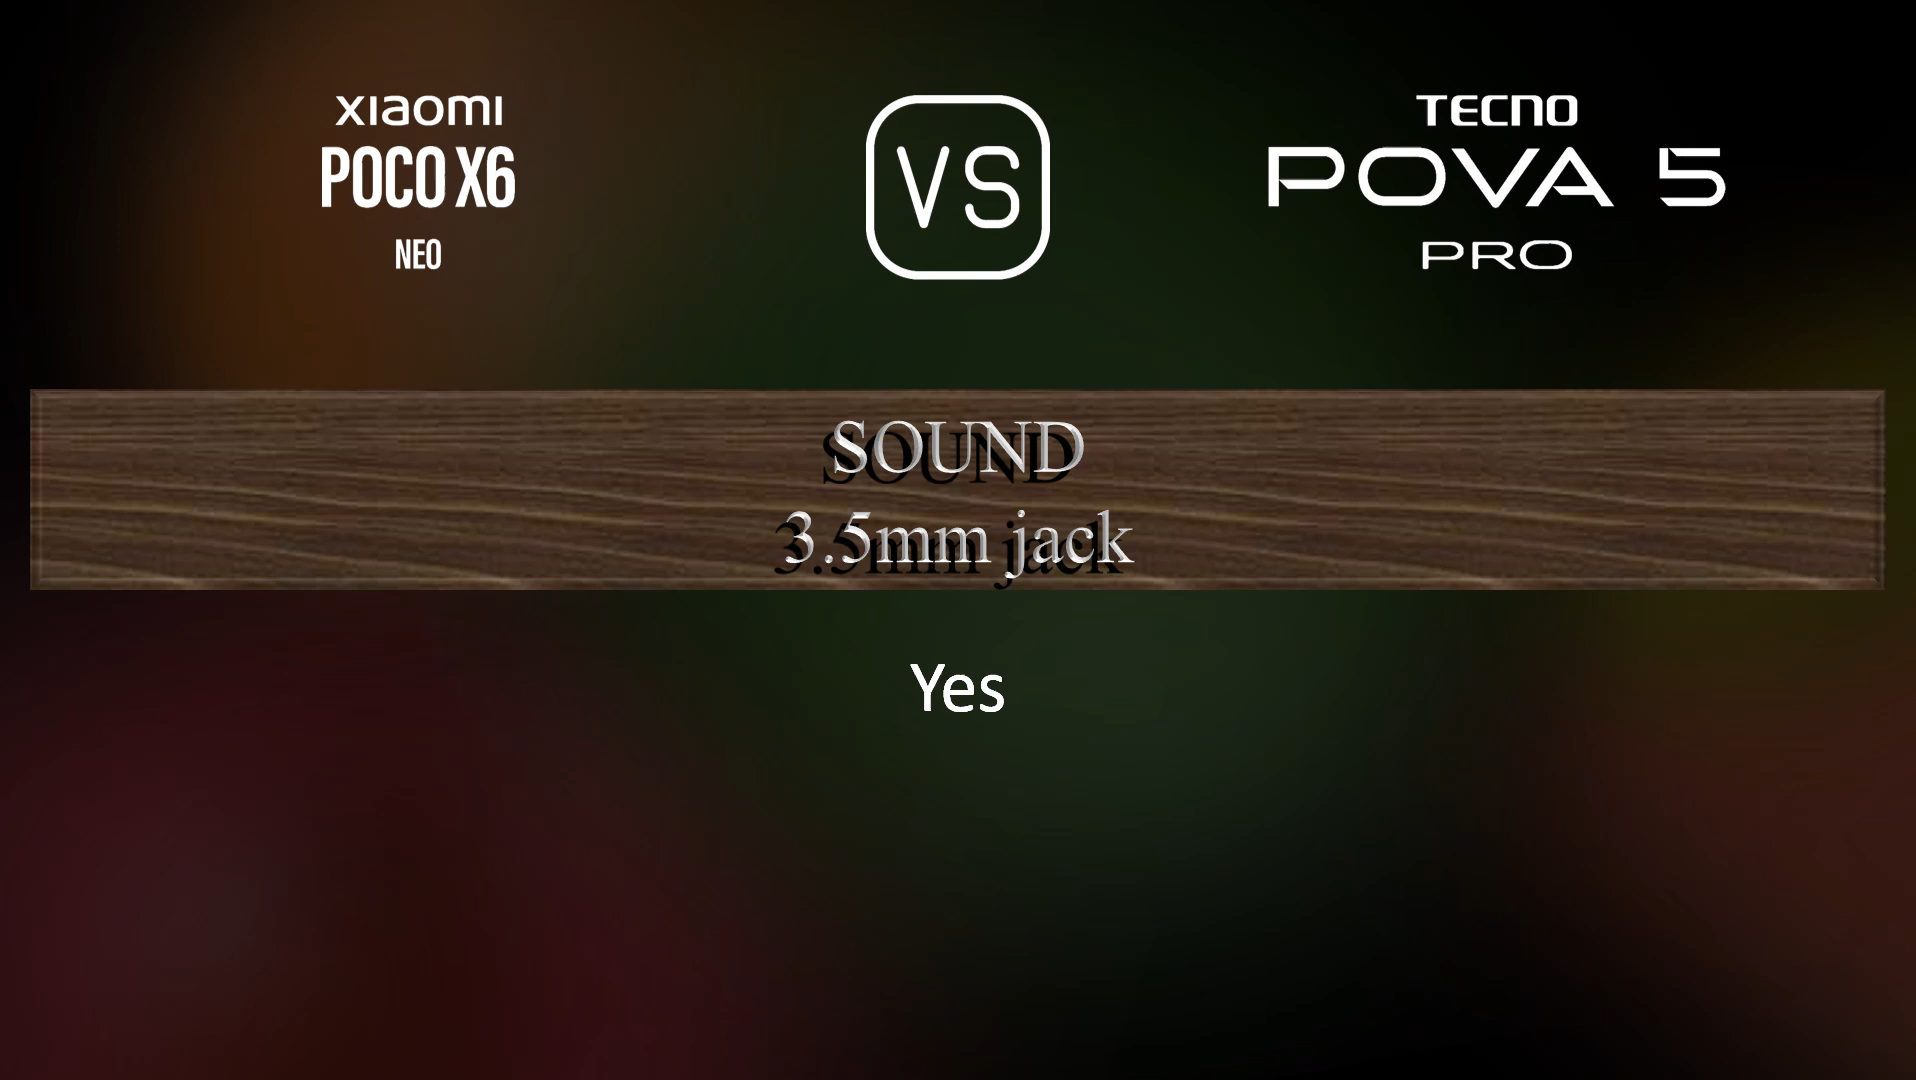 xiaomi
POCO X6
NEO
VS
TECNO
POVA 5
PRO
SOUND
3.5mm jack
Yes